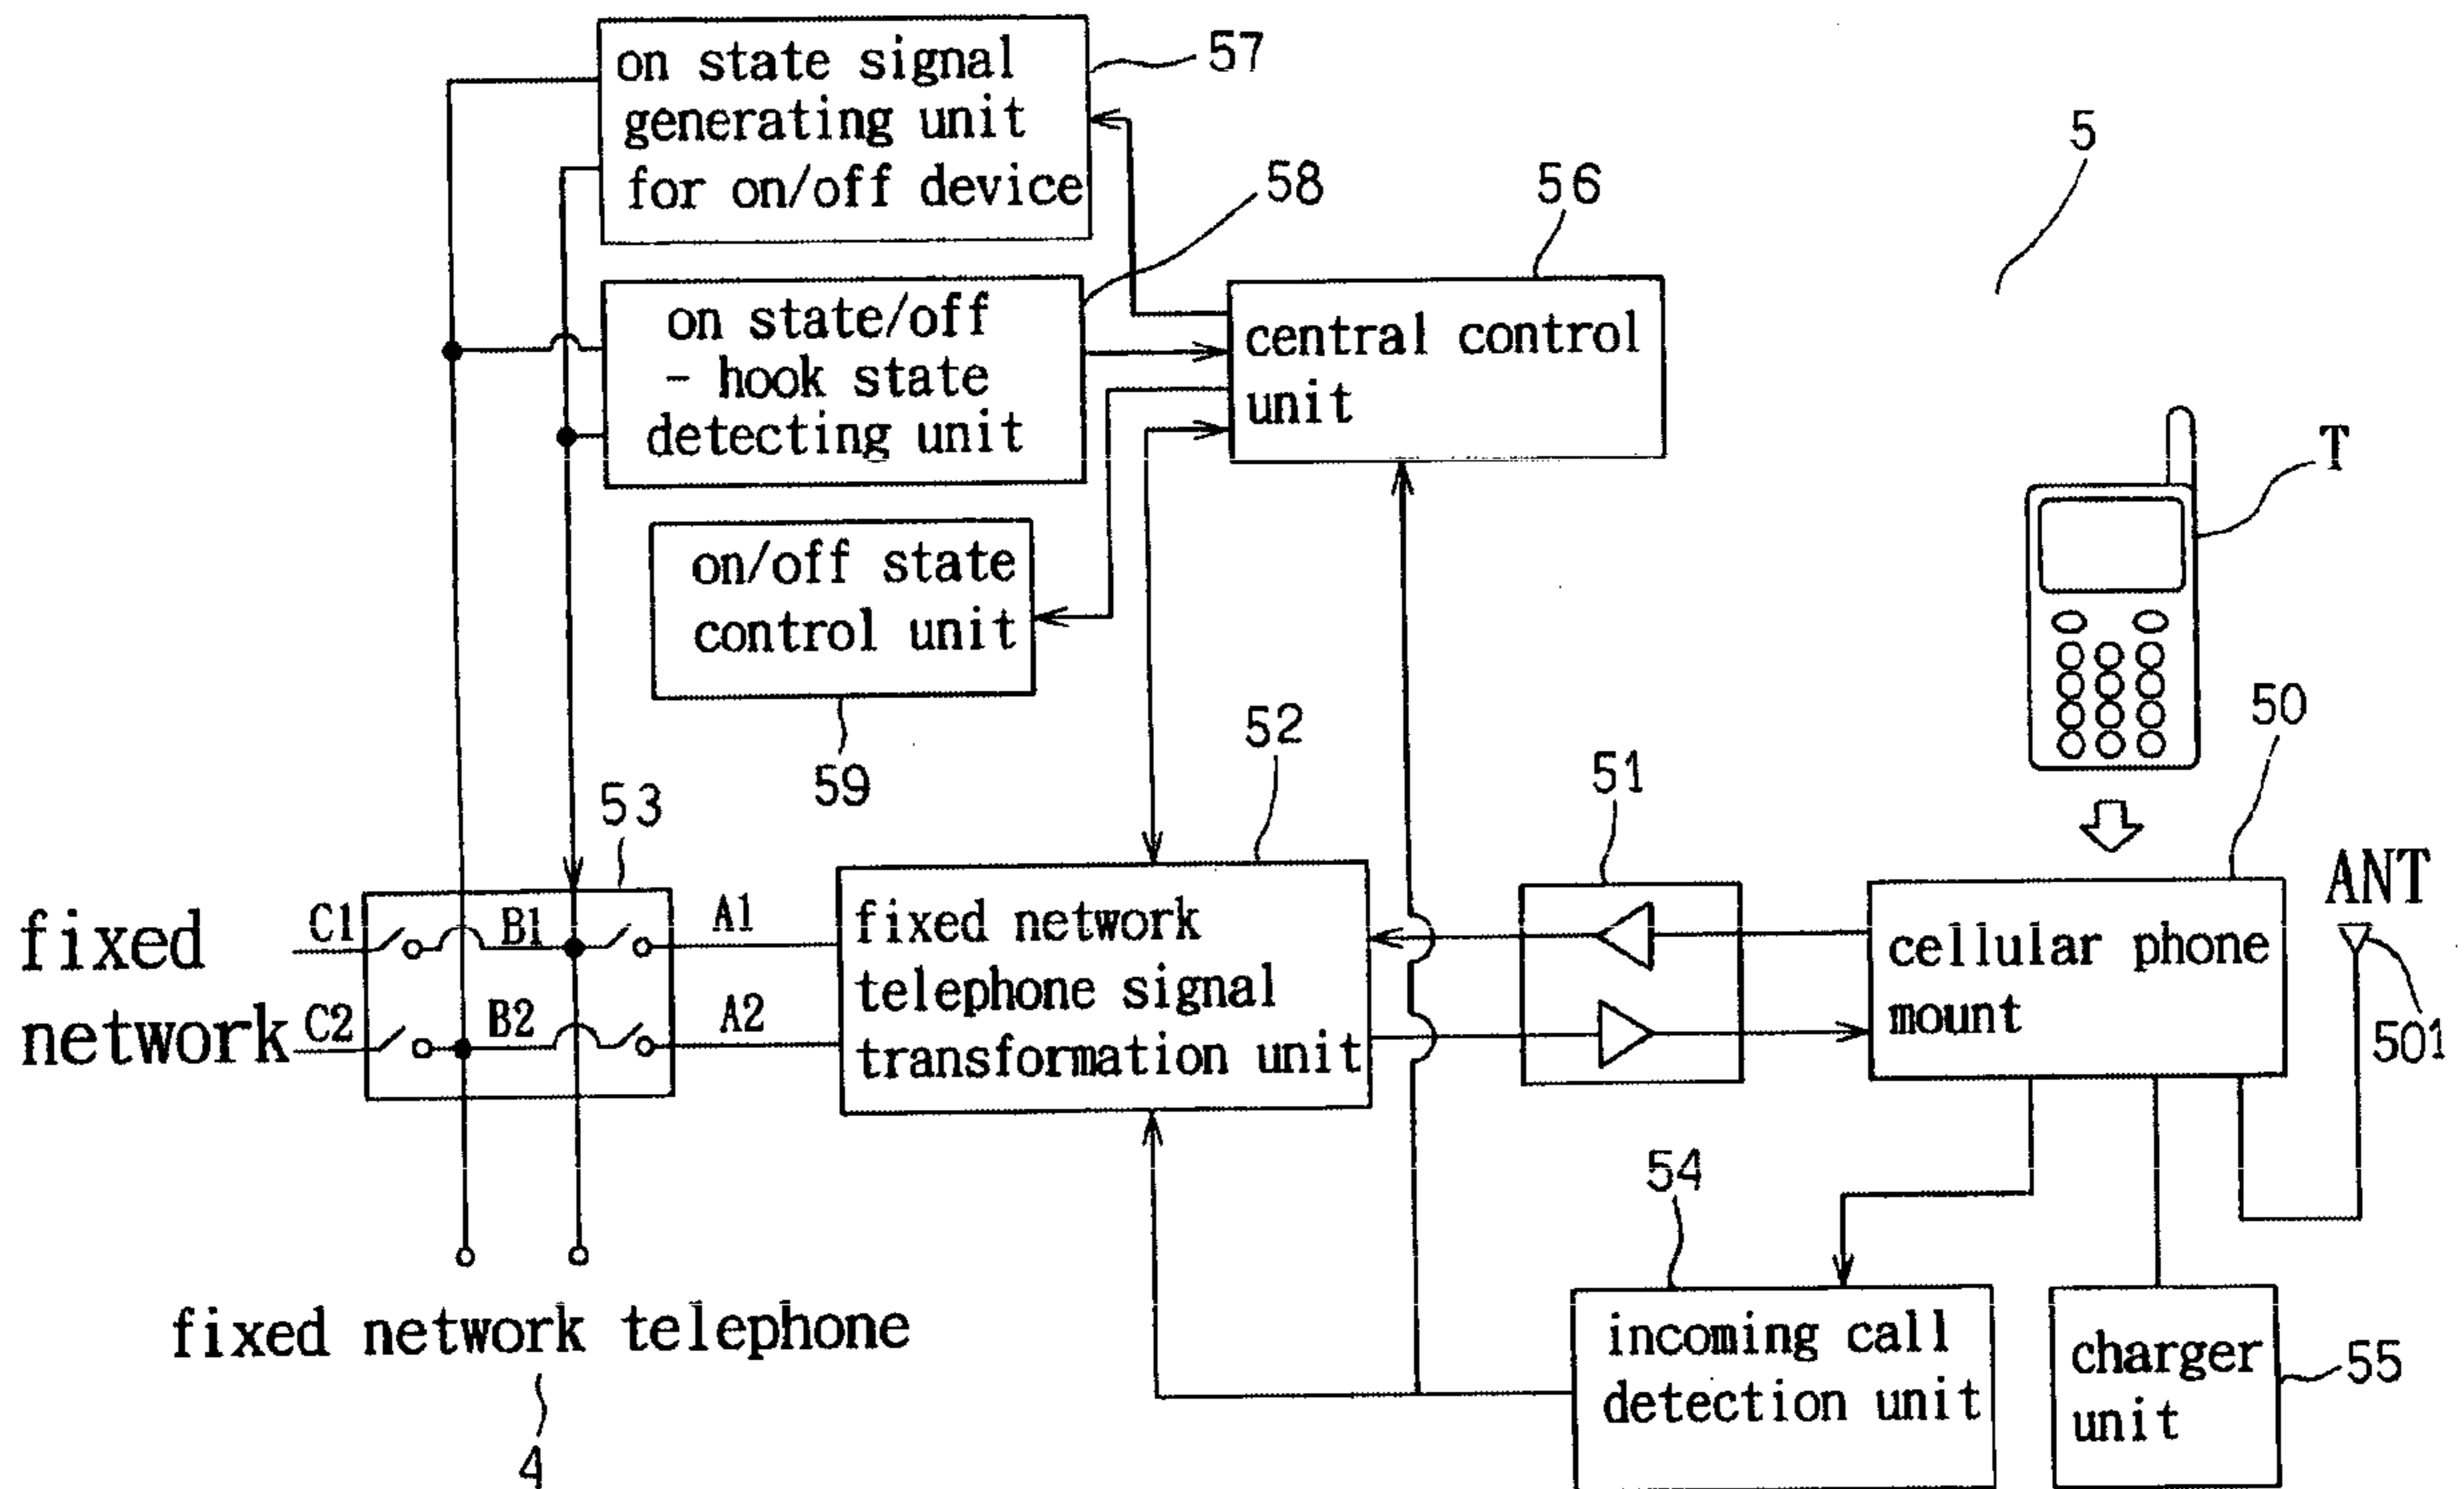 on state signal
generating unit
for on/off device
57
5
58
56
on state/off
- hook state
detecting unit
central control
unit
T
on/off state
control unit
59
50
52
51
53
ANT
fixed
network
C1
B1
A1
C2
B2
A2
fixed network
telephone signal
transformation unit
cellular phone
mount
501
54
fixed network telephone
4
incoming call
detection unit
charger
unit
55